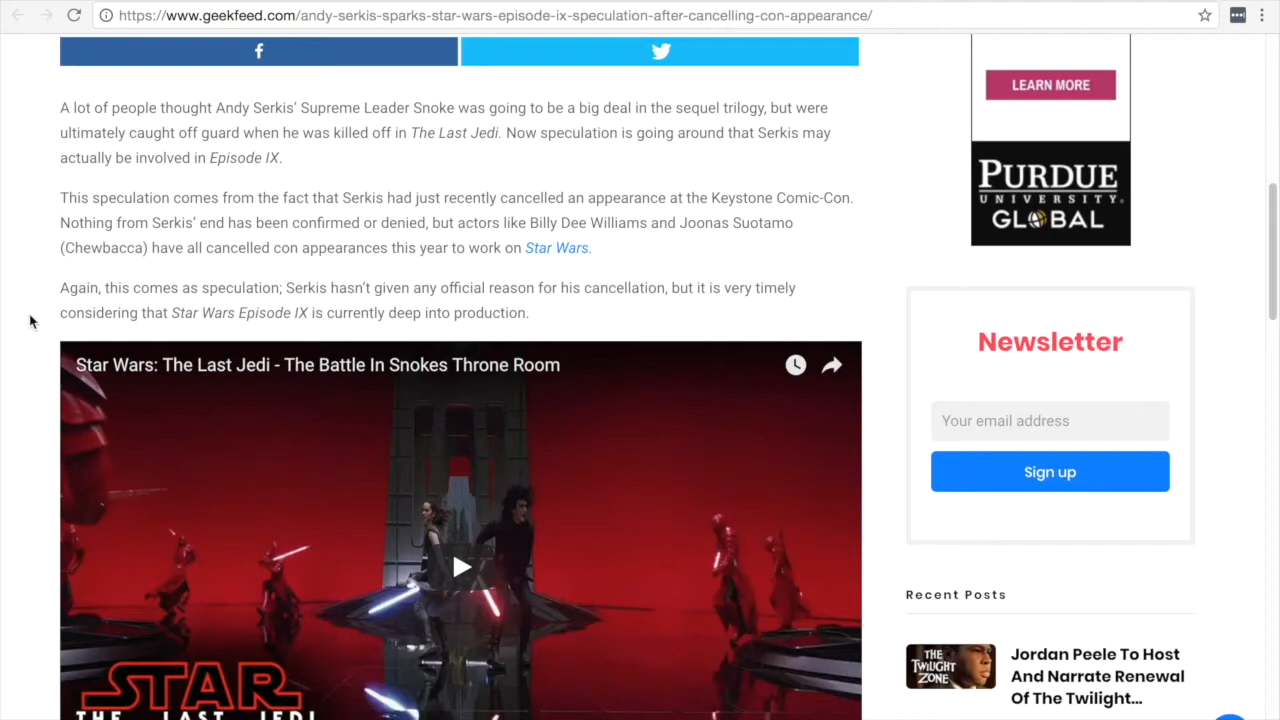 https://www.geekfeed.com/andy-serkis-sparks-star-wars-episode-ix-speculation-after-cancelling-con-appearance/
A lot of people thought Andy Serkis' Supreme Leader Snoke was going to be a big deal in the sequel trilogy, but were
ultimately caught off guard when he was killed off in The Last Jedi. Now speculation is going around that Serkis may
actually be involved in Episode IX.
This speculation comes from the fact that Serkis had just recently cancelled an appearance at the Keystone Comic-Con.
Nothing from Serkis' end has been confirmed or denied, but actors like Billy Dee Williams and Joonas Suotamo
(Chewbacca) have all cancelled con appearances this year to work on Star Wars.
Again, this comes as speculation; Serkis hasn't given any official reason for his cancellation, but it is very timely
considering that Star Wars Episode IX is currently deep into production.
Star Wars: The Last Jedi - The Battle In Snokes Throne Room
STAR
THE LAST JEDI
LEARN MORE
PURDUE
UNIVERSITY®
GLOBAL
Newsletter
Your email address
Sign up
Recent Posts
THE
TWILIGHT
ZONE
Jordan Peele To Host
And Narrate Renewal
Of The Twilight...